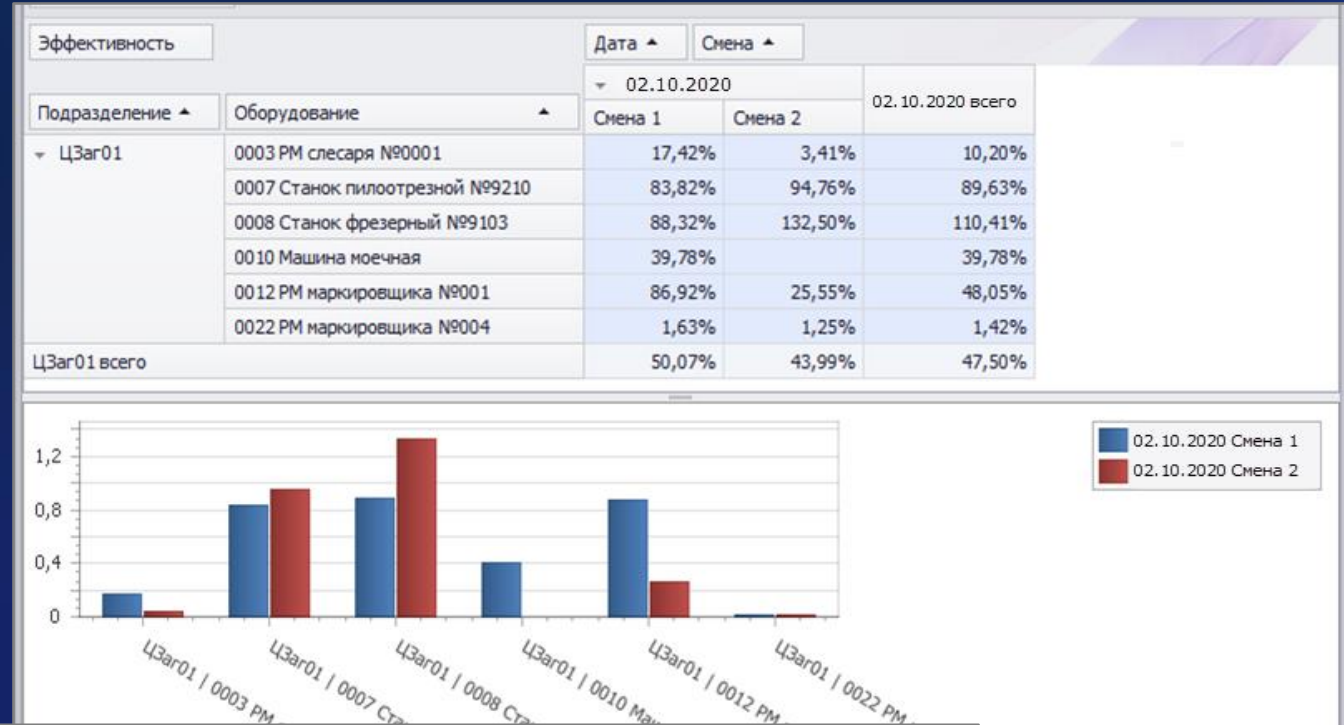 Эффективность
Дата Смена
02.10.2020
02.10.2020 всего
Подразделение Оборудование Смена 1 Смена 2
ЦЗаг01 0003 РМ слесаря №0001 17,42% 3,41% 10,20%
0007 Станок пилоотрезной №9210 83,82% 94,76% 89,63%
0008 Станок фрезерный №9103 88,32% 132,50% 110,41%
0010 Машина моечная 39,78% 39,78%
0012 РМ маркировщика №001 86,92% 25,55% 48,05%
0022 РМ маркировщика №004 1,63% 1,25% 1,42%
ЦЗаг01 всего 50,07% 43,99% 47,50%
02.10.2020 Смена 1
02.10.2020 Смена 2
1,2
0,8
0,4
0
ЦЗаг01 | 0003 РМ
ЦЗаг01 | 0007 Ста
ЦЗаг01 | 0008 Ста
ЦЗаг01 | 0010 Маш
ЦЗаг01 | 0012 РМ
ЦЗаг01 | 0022 РМ